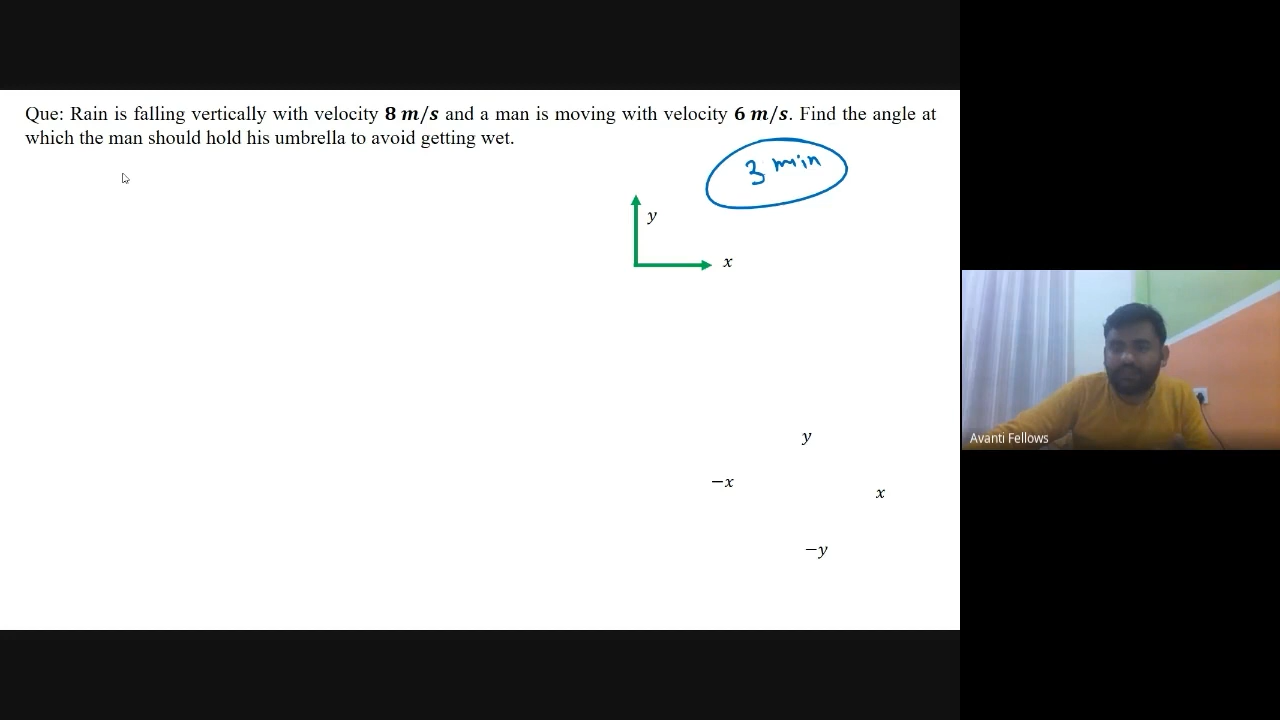 Que: Rain is falling vertically with velocity 8 m/s and a man is moving with velocity 6 m/s. Find the angle at
which the man should hold his umbrella to avoid getting wet.
3 min
y
x
y
−x
x
−y
Avanti Fellows